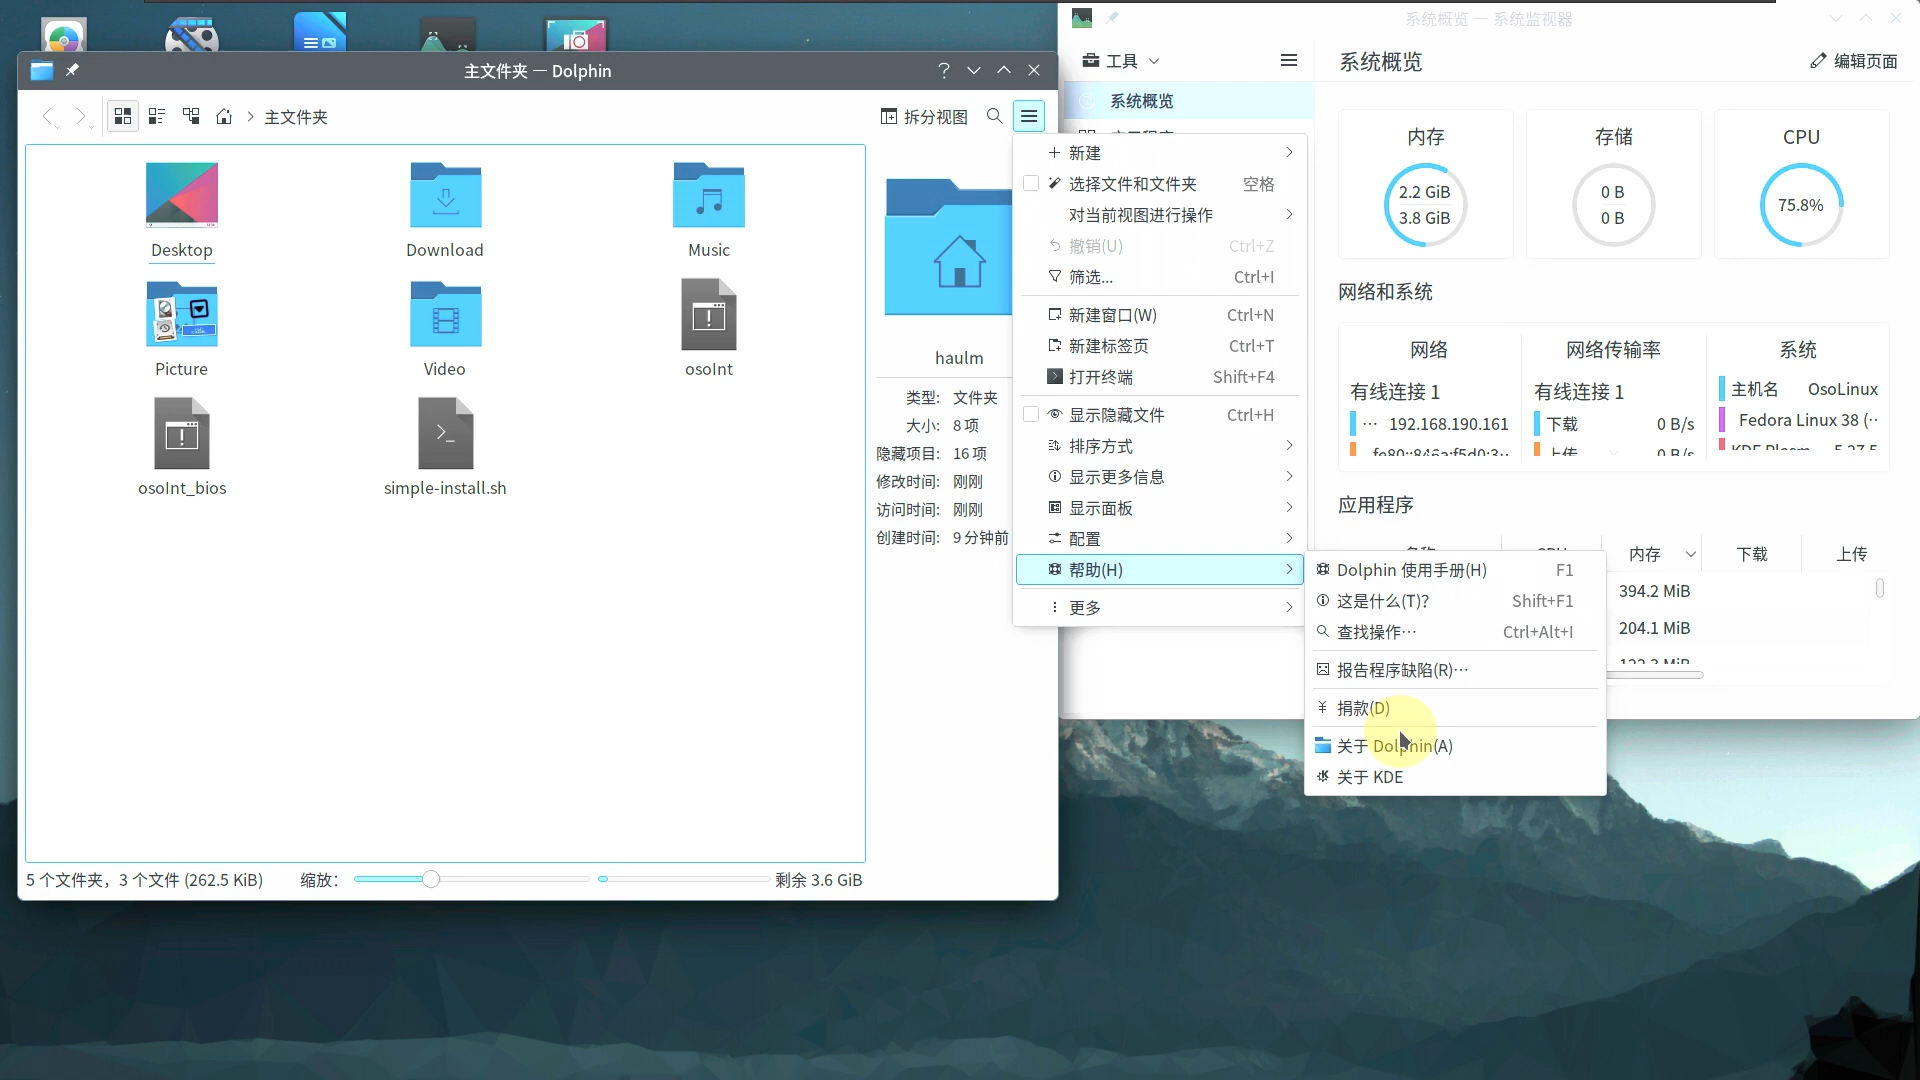 系统概览 — 系统监视器
主文件夹 — Dolphin
工具
系统概览
编辑页面
主文件夹
拆分视图
系统概览
Desktop
Download
Music
Picture
Video
osoInt
osoInt_bios
simple-install.sh
haulm
类型: 文件夹
大小: 8 项
隐藏项目: 16 项
修改时间: 刚刚
访问时间: 刚刚
创建时间: 9 分钟前
5 个文件夹，3 个文件 (262.5 KiB)
缩放：
剩余 3.6 GiB
新建
选择文件和文件夹 空格
对当前视图进行操作
撤销(U) Ctrl+Z
筛选... Ctrl+I
新建窗口(W) Ctrl+N
新建标签页 Ctrl+T
打开终端 Shift+F4
显示隐藏文件 Ctrl+H
排序方式
显示更多信息
显示面板
配置
帮助(H)
更多
Dolphin 使用手册(H) F1
这是什么(T)? Shift+F1
查找操作… Ctrl+Alt+I
报告程序缺陷(R)…
捐款(D)
关于 Dolphin(A)
关于 KDE
内存
2.2 GiB
3.8 GiB
存储
0 B
0 B
CPU
75.8%
网络和系统
网络
有线连接 1
… 192.168.190.161
网络传输率
有线连接 1
下载 0 B/s
上传 0 B/s
系统
主机名 OsoLinux
Fedora Linux 38 (…
应用程序
内存
下载
上传
394.2 MiB
204.1 MiB